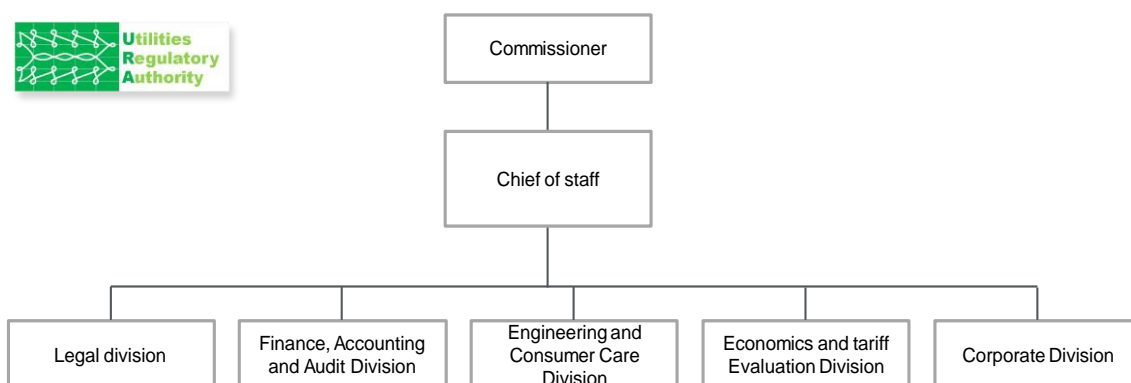 Utilities
Regulatory
Authority
Commissioner
Chief of staff
Legal division
Finance, Accounting
and Audit Division
Engineering and
Consumer Care
Division
Economics and tariff
Evaluation Division
Corporate Division